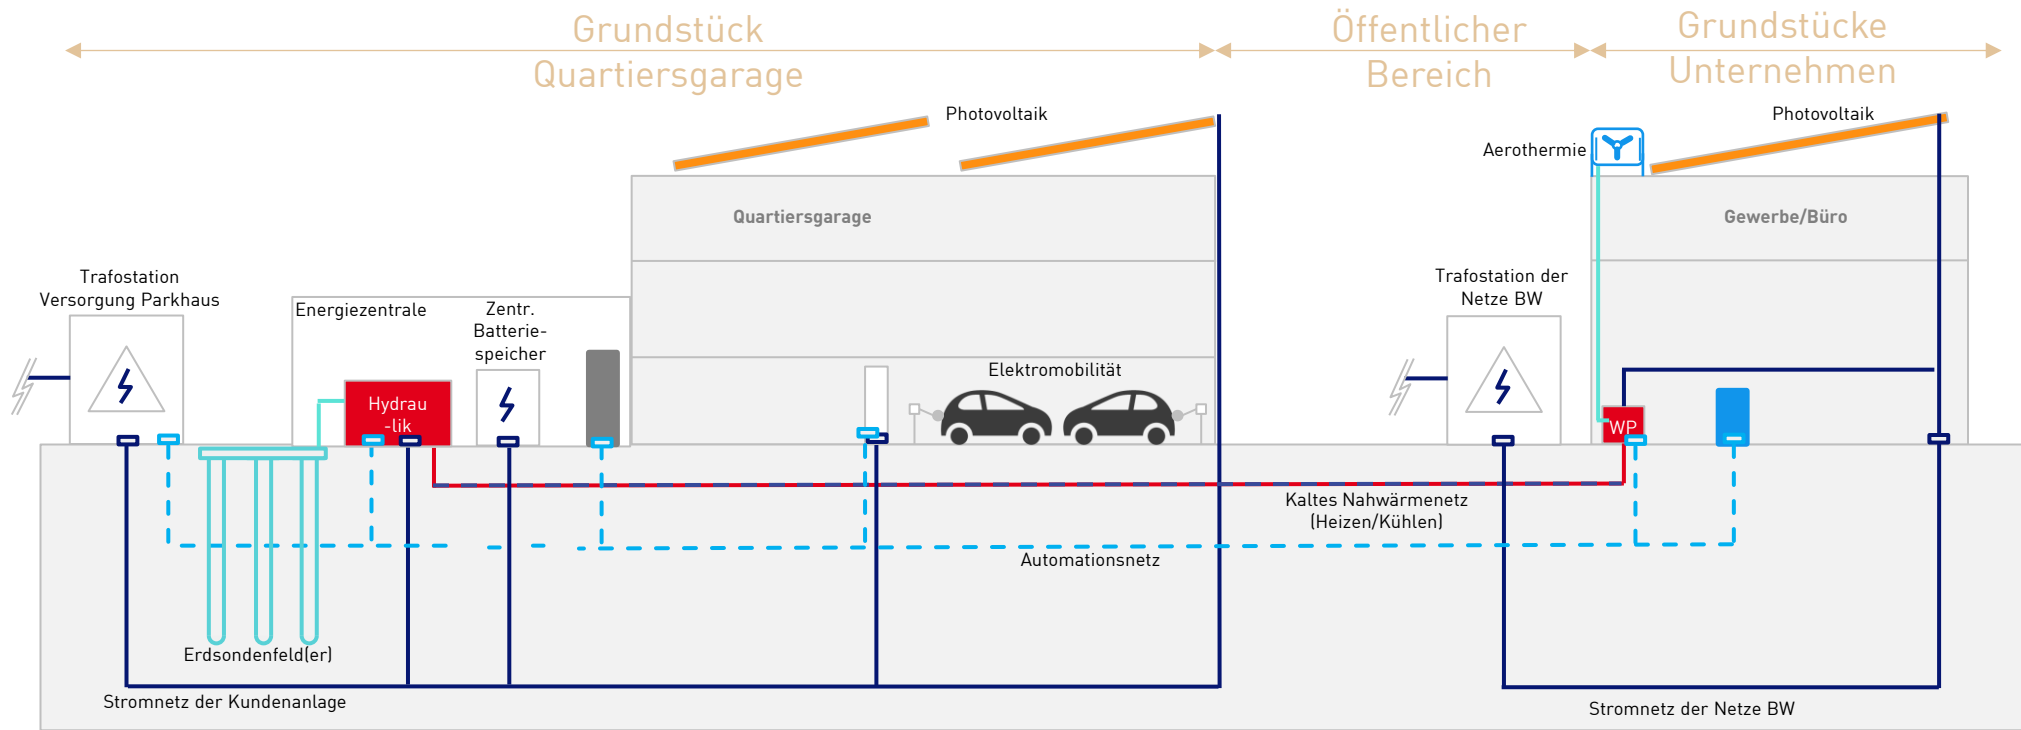 Grundstück
Quartiersgarage
Öffentlicher
Bereich
Grundstücke
Unternehmen
Photovoltaik
Photovoltaik
Aerothermie
Quartiersgarage
Gewerbe/Büro
Trafostation
Versorgung Parkhaus
Energiezentrale
Zentr.
Batterie-
speicher
Trafostation der
Netze BW
Elektromobilität
Hydrau
-lik
WP
Kaltes Nahwärmenetz
(Heizen/Kühlen)
Automationsnetz
Erdsondenfeld(er)
Stromnetz der Kundenanlage
Stromnetz der Netze BW